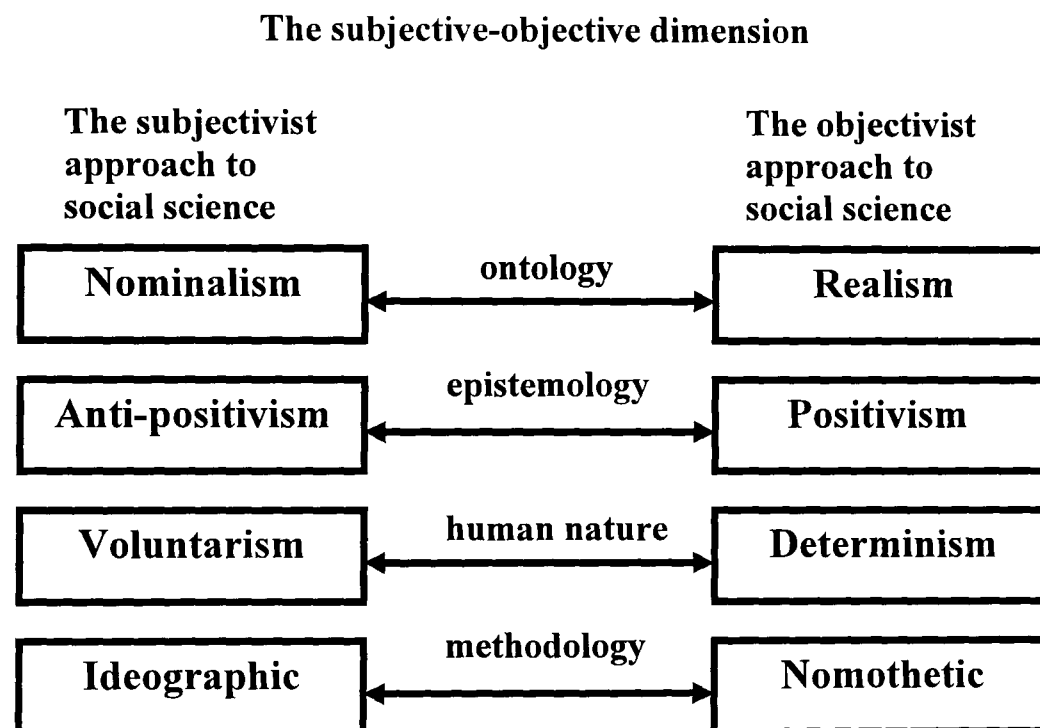 The subjective-objective dimension
The subjectivist
approach to
social science
The objectivist
approach to
social science
Nominalism
ontology
Realism
Anti-positivism
epistemology
Positivism
Voluntarism
human nature
Determinism
Ideographic
methodology
Nomothetic